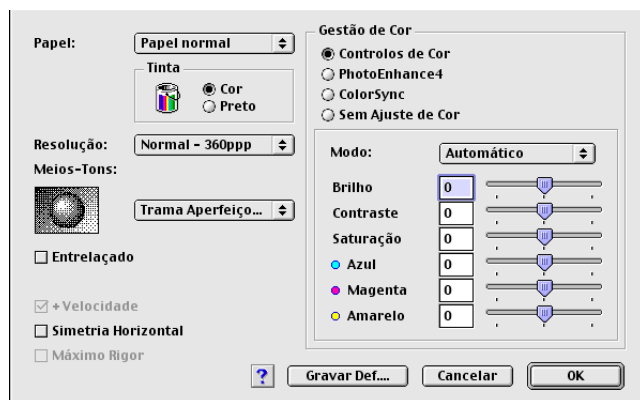 Papel:
Papel normal
Tinta
Cor
Preto
Resolução:
Normal - 360ppp
Meios-Tons:
Trama Aperfeiço...
Entrelaçado
+Velocidade
Simetria Horizontal
Máximo Rigor
Gestão de Cor
Controlos de Cor
PhotoEnhance4
ColorSync
Sem Ajuste de Cor
Modo:
Automático
Brilho 0
Contraste 0
Saturação 0
Azul 0
Magenta 0
Amarelo 0
?
Gravar Def....
Cancelar
OK